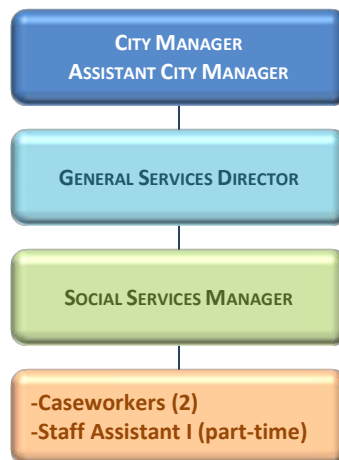 CITY MANAGER
ASSISTANT CITY MANAGER
GENERAL SERVICES DIRECTOR
SOCIAL SERVICES MANAGER
-Caseworkers (2)
-Staff Assistant I (part-time)